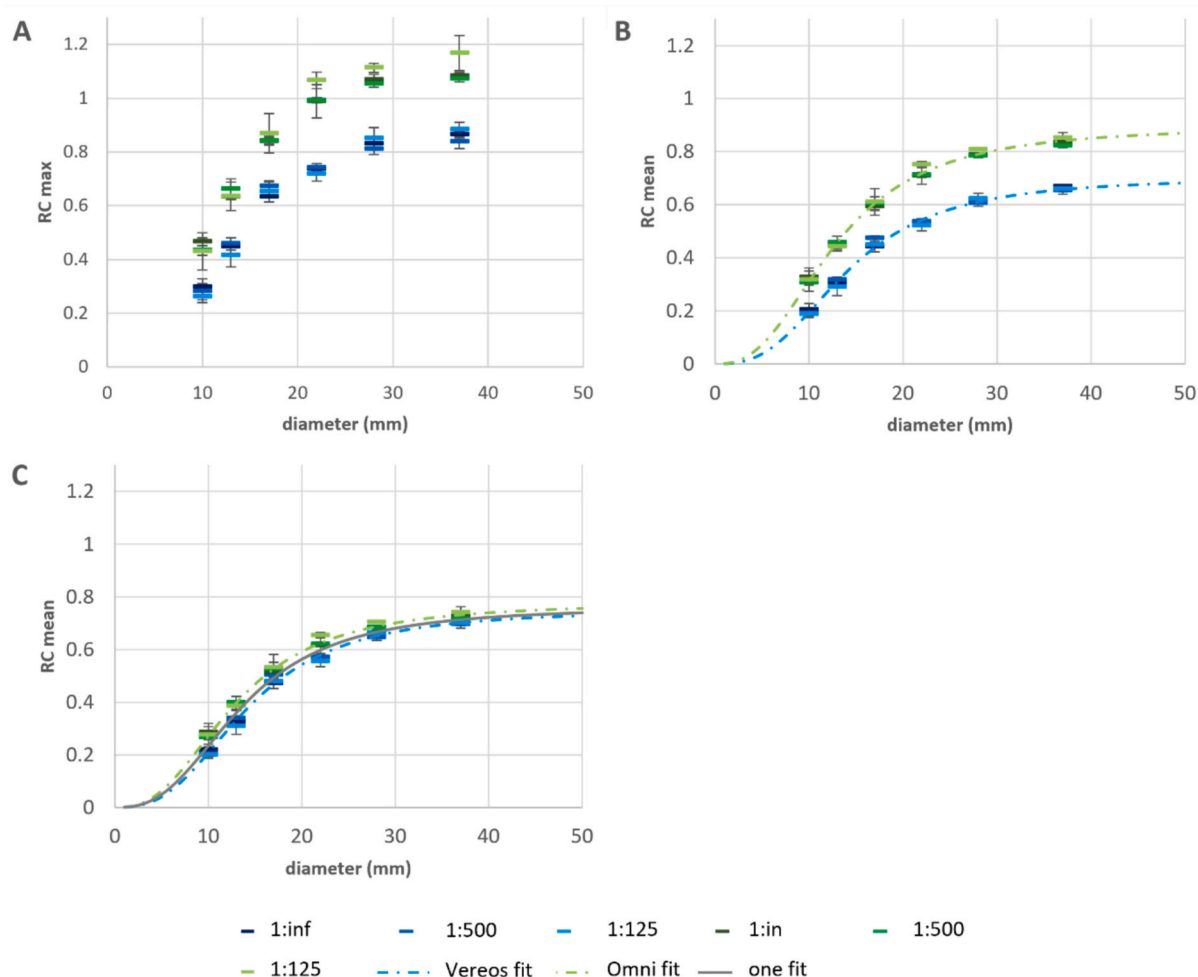 A
B
1.2
1
0.8
0.6
0.4
0.2
0
RC max
0 10 20 30 40 50
diameter (mm)
1.2
1
0.8
0.6
0.4
0.2
0
RC mean
0 10 20 30 40 50
diameter (mm)
C
1.2
1
0.8
0.6
0.4
0.2
0
RC mean
0 10 20 30 40 50
diameter (mm)
1:inf 1:500 1:125 1:in 1:500
1:125 Vereos fit Omni fit one fit